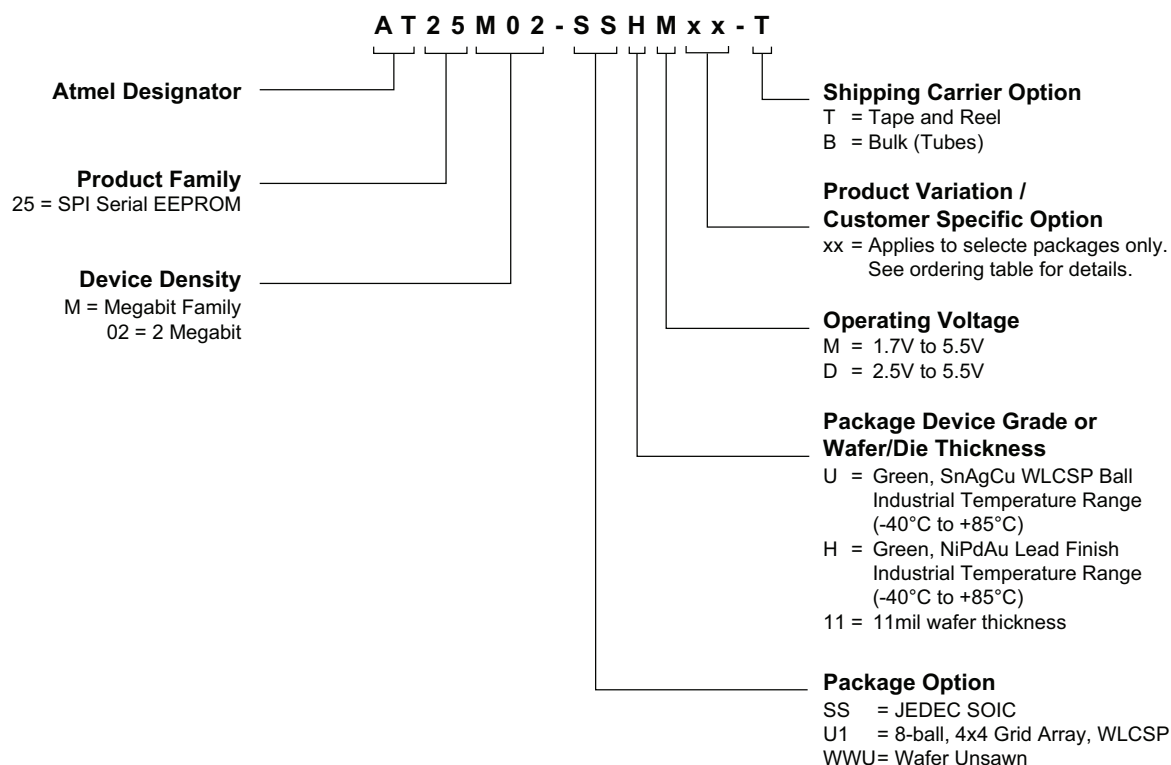 AT25M02-SSHMxx-T
Atmel Designator
Product Family
25 = SPI Serial EEPROM
Device Density
M = Megabit Family
02 = 2 Megabit
Shipping Carrier Option
T = Tape and Reel
B = Bulk (Tubes)
Product Variation /
Customer Specific Option
xx = Applies to selecte packages only.
See ordering table for details.
Operating Voltage
M = 1.7V to 5.5V
D = 2.5V to 5.5V
Package Device Grade or
Wafer/Die Thickness
U = Green, SnAgCu WLCSP Ball
Industrial Temperature Range
(-40°C to +85°C)
H = Green, NiPdAu Lead Finish
Industrial Temperature Range
(-40°C to +85°C)
11 = 11mil wafer thickness
Package Option
SS = JEDEC SOIC
U1 = 8-ball, 4x4 Grid Array, WLCSP
WWU= Wafer Unsawn